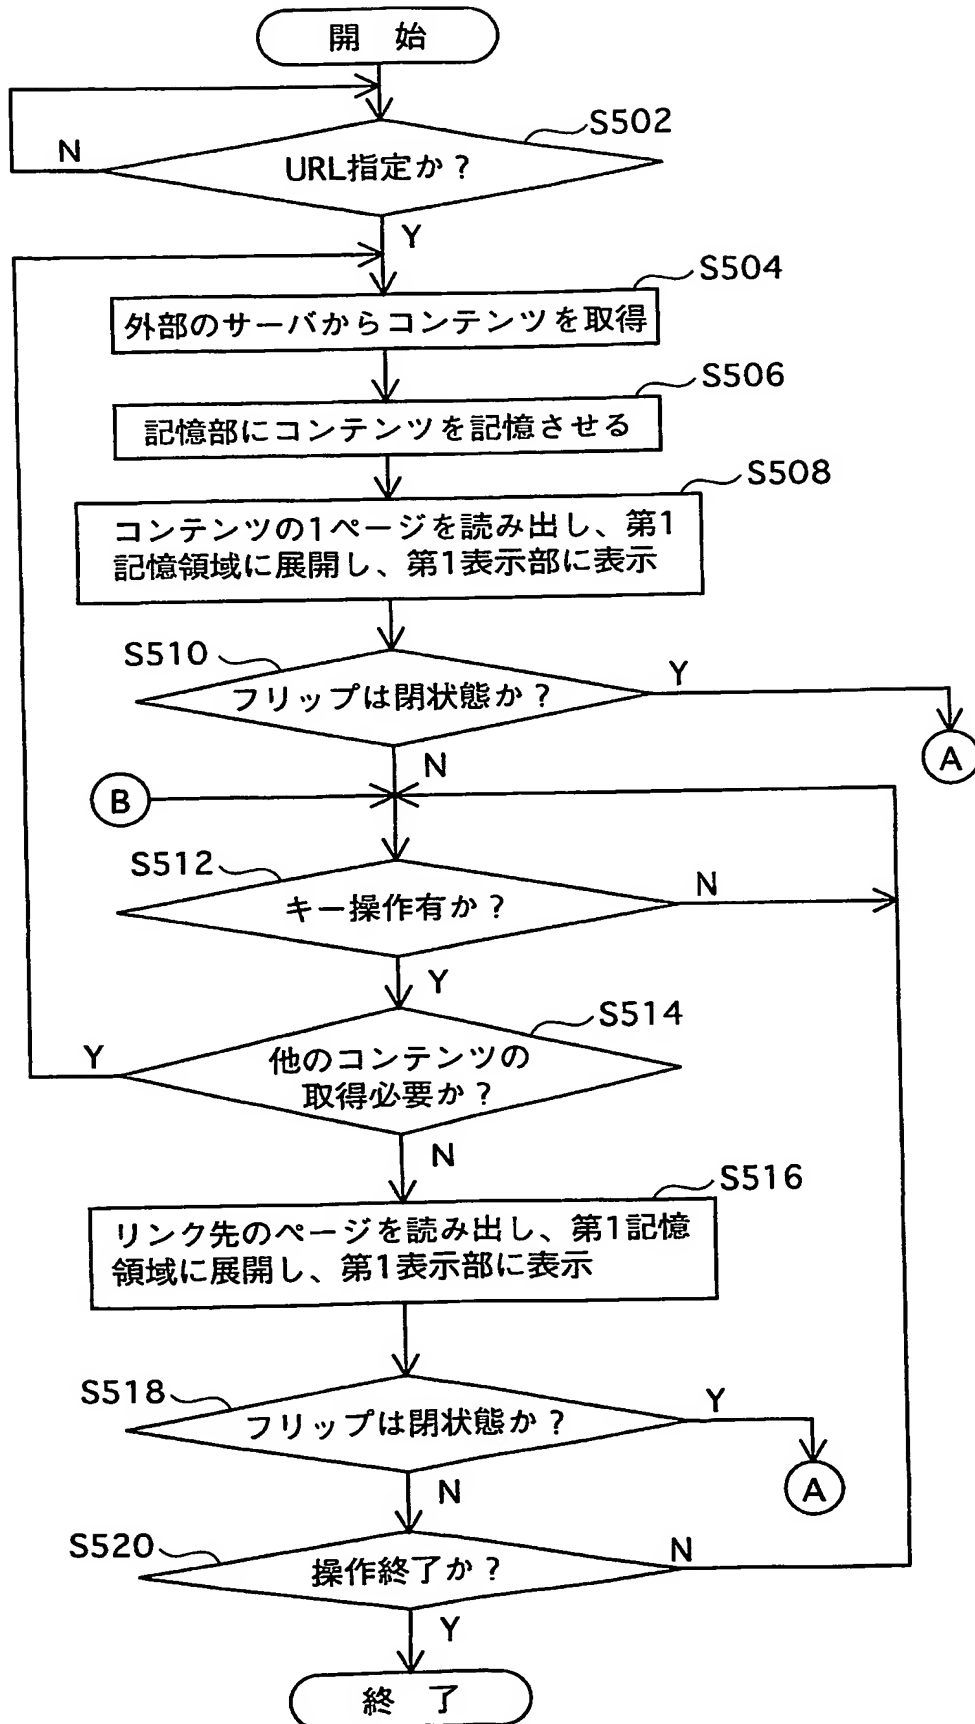 開 始
S502
N
URL指定か？
Y
S504
外部のサーバからコンテンツを取得
S506
記憶部にコンテンツを記憶させる
S508
コンテンツの1ページを読み出し、第1
記憶領域に展開し、第1表示部に表示
S510
Y
フリップは閉状態か？
A
N
B
S512
N
キー操作有か？
Y
S514
Y
他のコンテンツの
取得必要か？
N
S516
リンク先のページを読み出し、第1記憶
領域に展開し、第1表示部に表示
S518
Y
フリップは閉状態か？
A
N
S520
N
操作終了か？
Y
終 了